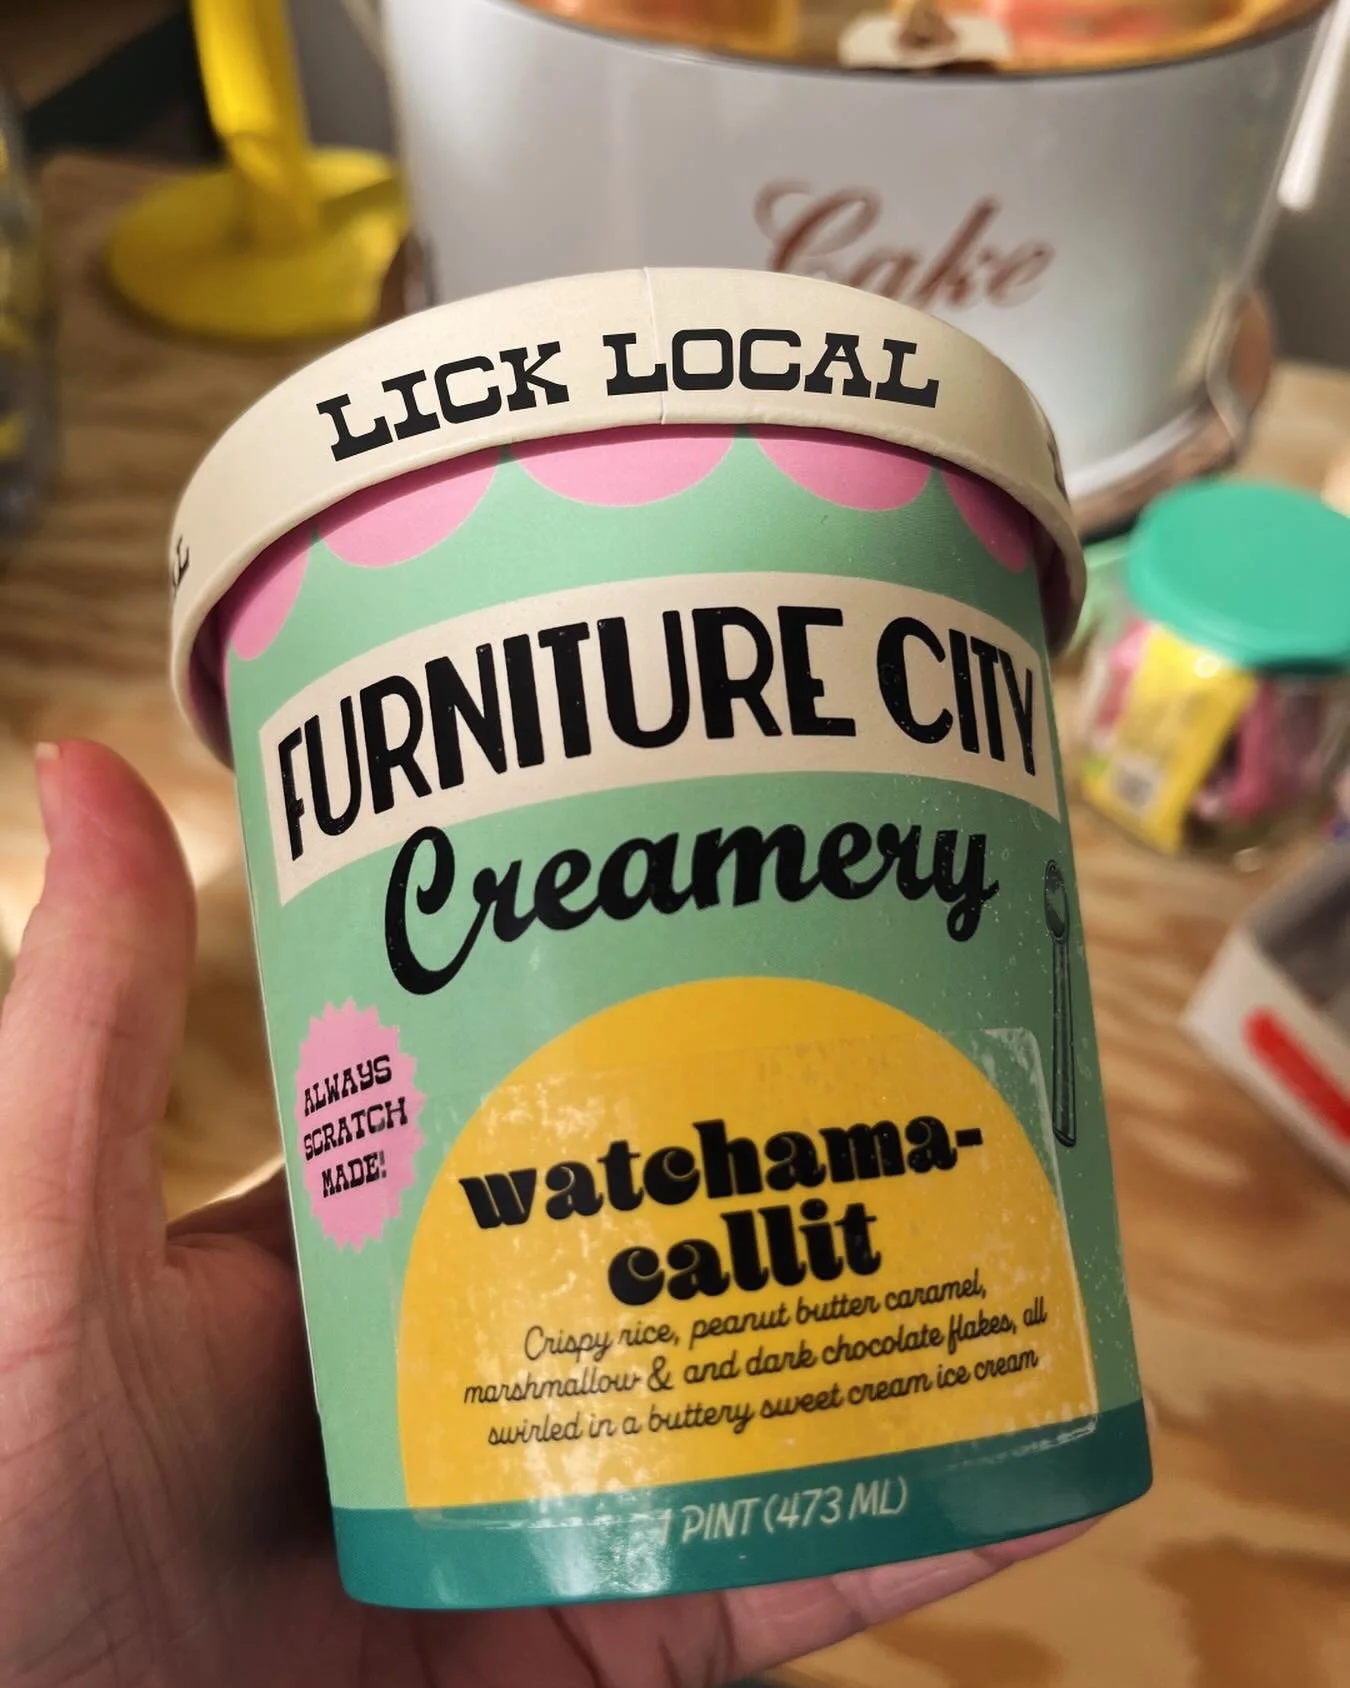 Cake
LICK LOCAL
FURNITURE CITY
Creamery
ALWAYS
SCRATCH
MADE!
watchama-
callit
Crispy rice, peanut butter caramel,
marshmallow & and dark chocolate flakes, all
swirled in a buttery sweet cream ice cream
1 PINT (473 ML)